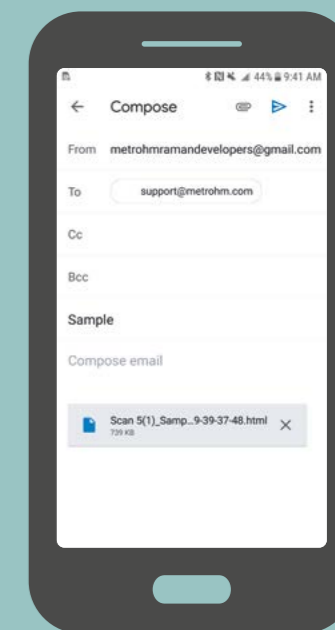 44% 9:41 AM
Compose
From metrohmramandevelopers@gmail.com
To support@metrohm.com
Cc
Bcc
Sample
Compose email
Scan 5(1)_Samp...9-39-37-48.html
739 KB